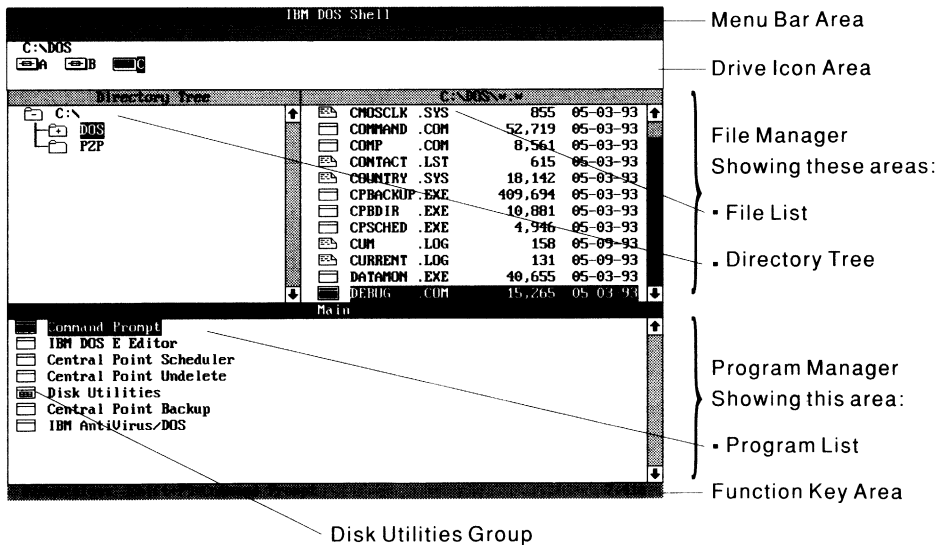 IBM DOS Shell
Menu Bar Area
C:\DOS
A B C
Drive Icon Area
Directory Tree
C:\DOS\*.*
C:\
DOS
PZP
CMOSCLK .SYS 855 05-03-93
COMMAND .COM 52,719 05-03-93
COMP .COM 8,561 05-03-93
CONTACT .LST 615 05-03-93
COUNTRY .SYS 18,142 05-03-93
CPBACKUP.EXE 409,694 05-03-93
CPBDIR .EXE 10,881 05-03-93
CPSCHED .EXE 4,946 05-03-93
CUM .LOG 158 05-09-93
CURRENT .LOG 131 05-09-93
DATAMON .EXE 40,655 05-03-93
DEBUG .COM 15,265 05-03-93
File Manager
Showing these areas:
▪ File List
▪ Directory Tree
Main
Command Prompt
IBM DOS E Editor
Central Point Scheduler
Central Point Undelete
Disk Utilities
Central Point Backup
IBM AntiVirus/DOS
Program Manager
Showing this area:
▪ Program List
Function Key Area
Disk Utilities Group